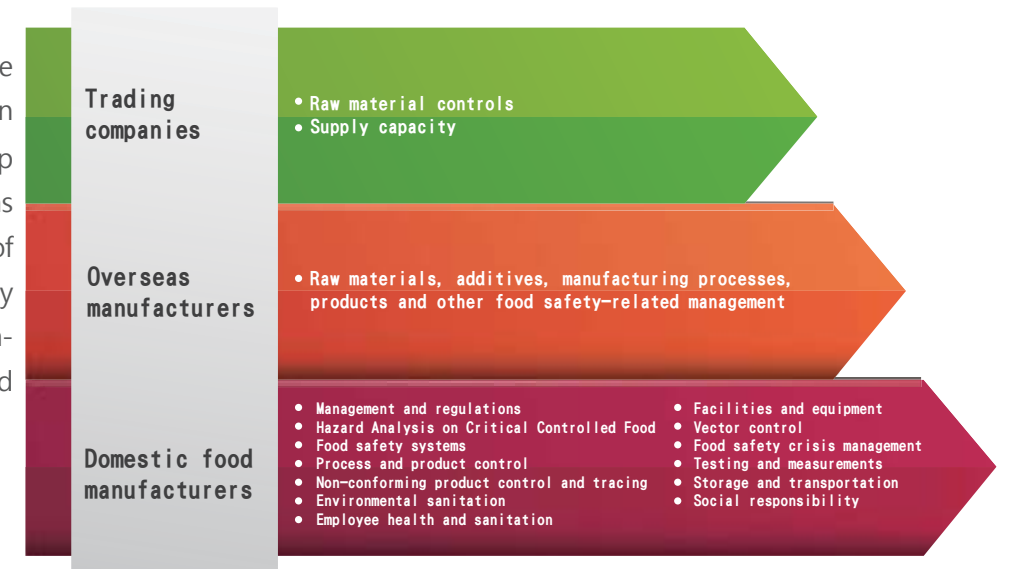 e
n
p
s
of
y
-
d
Trading
companies
• Raw material controls
• Supply capacity
Overseas
manufacturers
• Raw materials, additives, manufacturing processes,
products and other food safety-related management
Domestic food
manufacturers
• Management and regulations
• Hazard Analysis on Critical Controlled Food
• Food safety systems
• Process and product control
• Non-conforming product control and tracing
• Environmental sanitation
• Employee health and sanitation
• Facilities and equipment
• Vector control
• Food safety crisis management
• Testing and measurements
• Storage and transportation
• Social responsibility